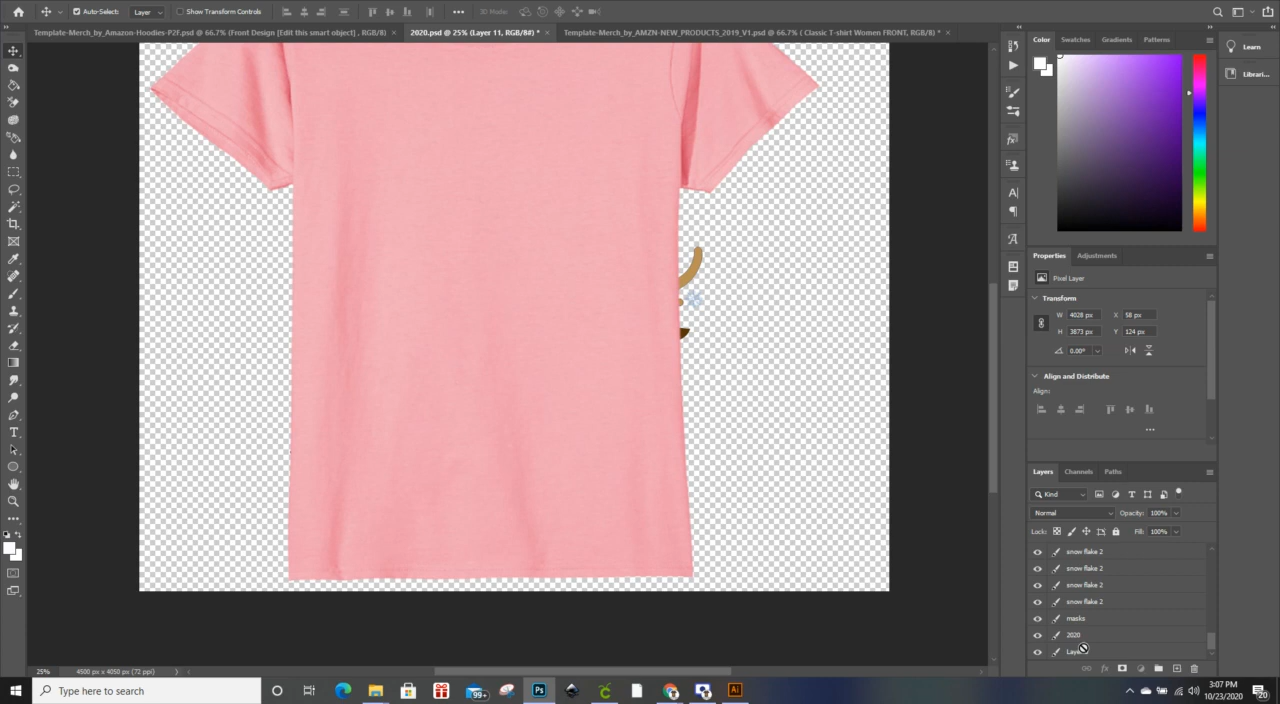 Auto-Select: Layer Show Transform Controls 3D Mode:
Template-Merch_by_Amazon-Hoodies-P2F.psd @ 66.7% (Front Design [Edit this smart object] , RGB/8) × 2020.psd @ 25% (Layer 11, RGB/8#) * × Template-Merch_by_AMZN-NEW_PRODUCTS_2019_V1.psd @ 66.7% ( Classic T-shirt Women FRONT, RGB/8) * ×
Color Swatches Gradients Patterns
Learn
Librari...
Properties Adjustments
Pixel Layer
Transform
W 4028 px X 58 px
H 3873 px Y 124 px
0.00°
Align and Distribute
Align:
Layers Channels Paths
Kind
Normal Opacity: 100%
Lock: Fill: 100%
snow flake 2
snow flake 2
snow flake 2
snow flake 2
masks
2020
25% 4500 px x 4050 px (72 ppi)
Type here to search
99+
Ps
Ai
3:07 PM
10/23/2020
20